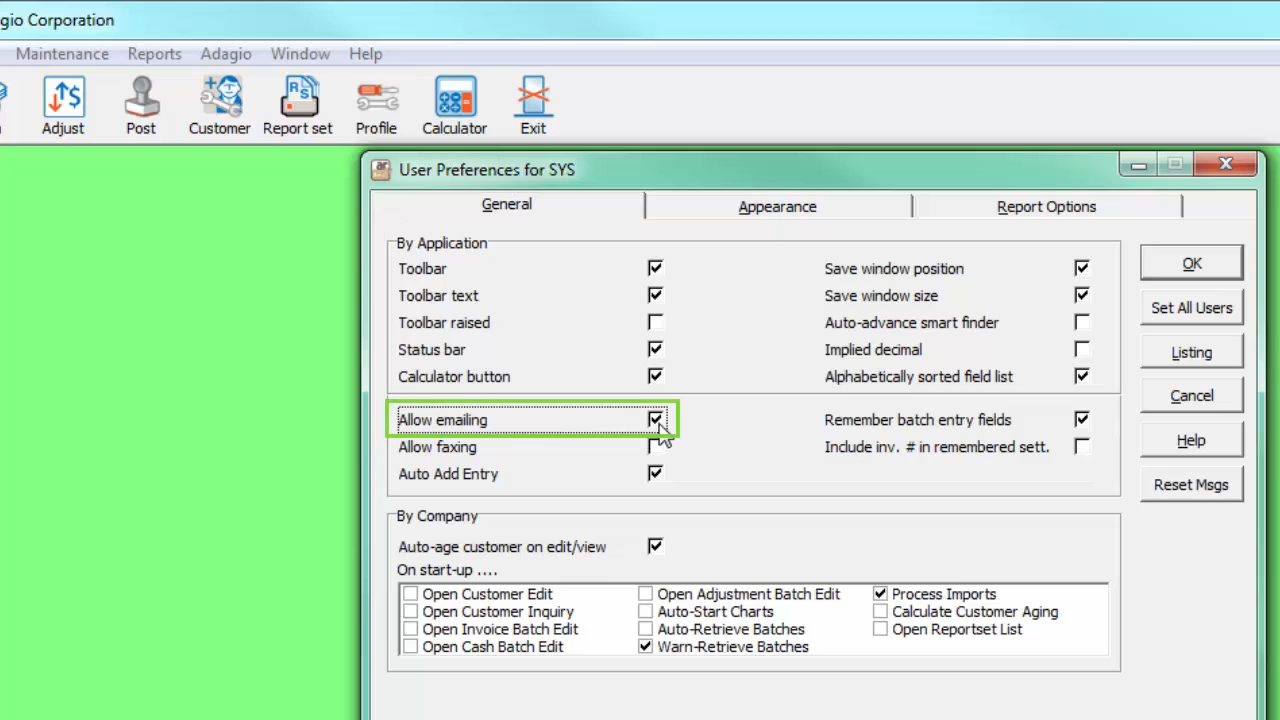 gio Corporation
Maintenance Reports Adagio Window Help
Adjust Post Customer Report set Profile Calculator Exit
User Preferences for SYS
General Appearance Report Options
By Application
Toolbar
Toolbar text
Toolbar raised
Status bar
Calculator button
Save window position
Save window size
Auto-advance smart finder
Implied decimal
Alphabetically sorted field list
Allow emailing
Allow faxing
Auto Add Entry
Remember batch entry fields
Include inv. # in remembered sett.
OK
Set All Users
Listing
Cancel
Help
Reset Msgs
By Company
Auto-age customer on edit/view
On start-up ....
Open Customer Edit
Open Customer Inquiry
Open Invoice Batch Edit
Open Cash Batch Edit
Open Adjustment Batch Edit
Auto-Start Charts
Auto-Retrieve Batches
Warn-Retrieve Batches
Process Imports
Calculate Customer Aging
Open Reportset List